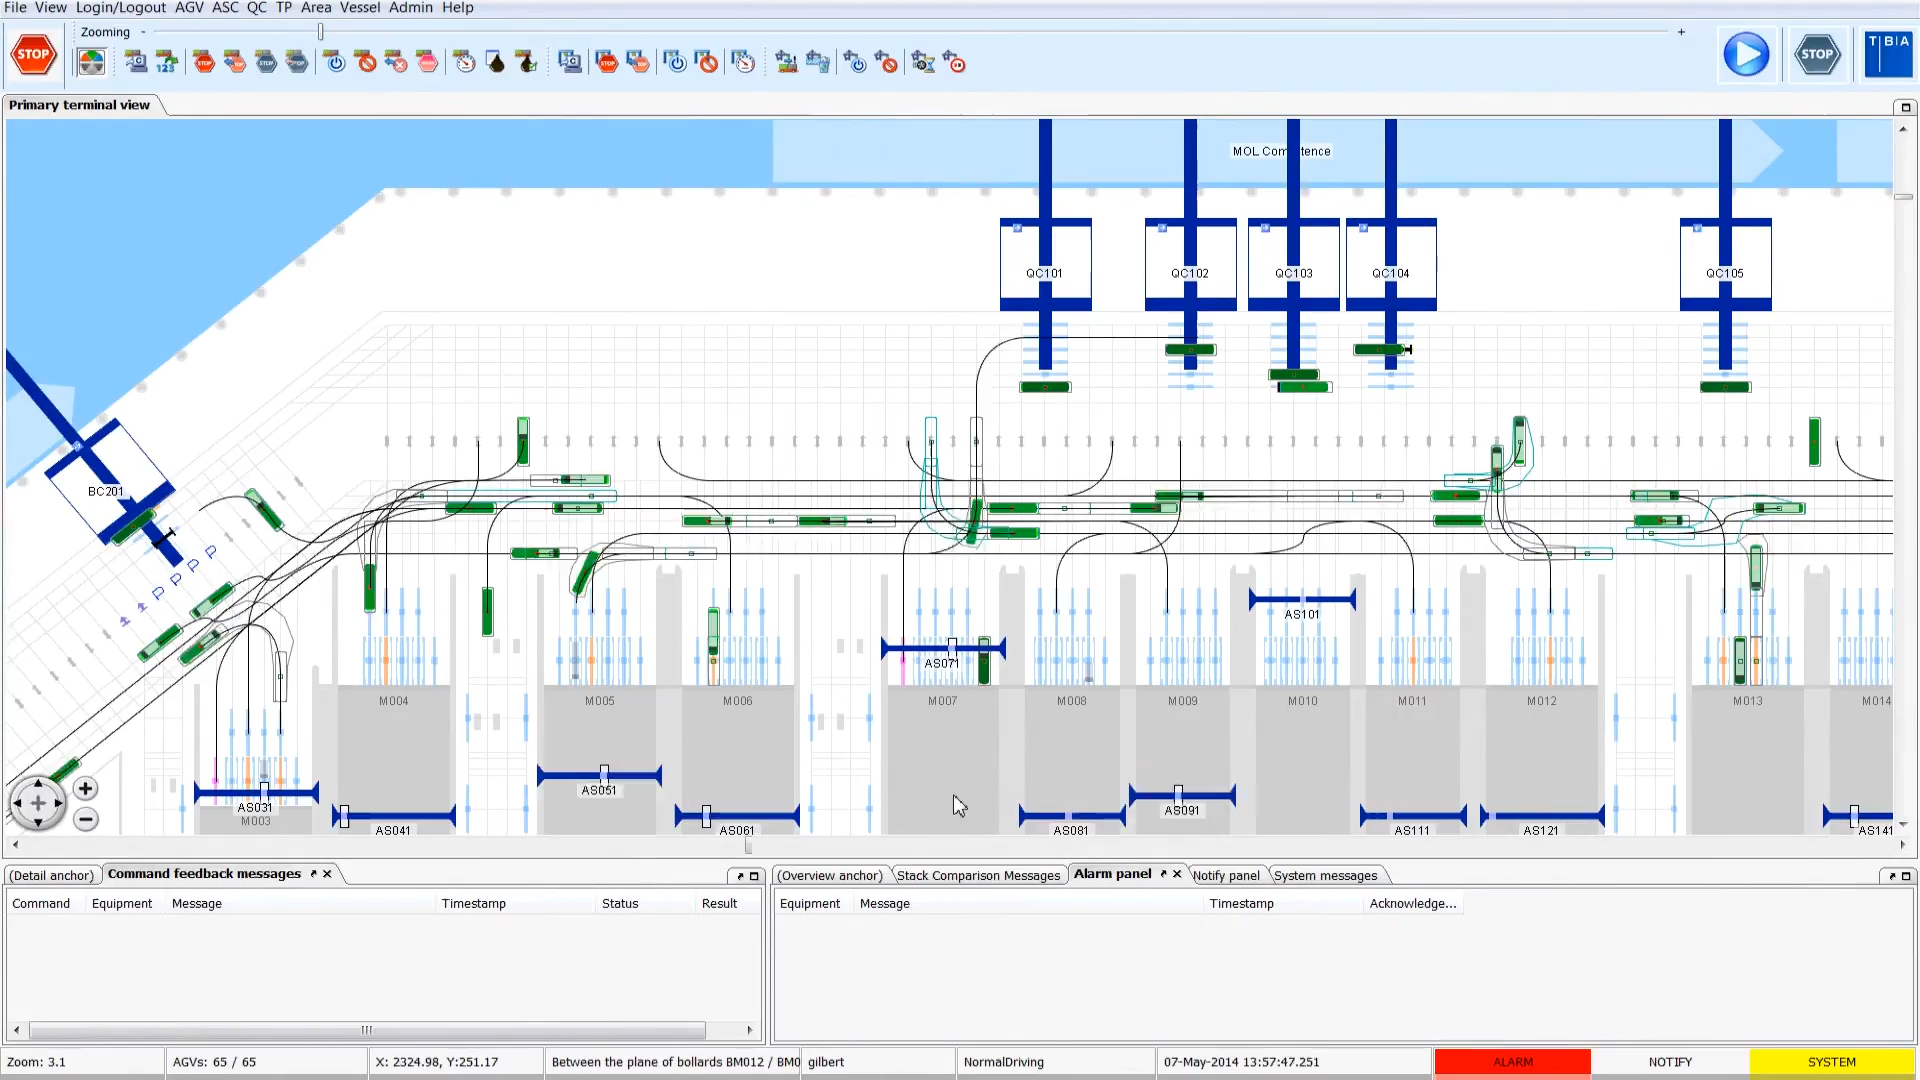 File View Login/Logout AGV ASC QC TP Area Vessel Admin Help
STOP
Zooming - +
123
STOP
STOP
TBA
Primary terminal view
MOL Com tence
QC101 QC102 QC103 QC104 QC105
BC201
P P P P
AS101
AS071
M004 M005 M006 M007 M008 M009 M010 M011 M012 M013 M014
AS051
AS031
AS091
M003
AS041 AS061 AS081 AS111 AS121 AS141
(Detail anchor) Command feedback messages
(Overview anchor) Stack Comparison Messages Alarm panel Notify panel System messages
Command Equipment Message Timestamp Status Result
Equipment Message Timestamp Acknowledge...
Zoom: 3.1 AGVs: 65 / 65 X: 2324.98, Y:251.17 Between the plane of bollards BM012 / BM0 gilbert NormalDriving 07-May-2014 13:57:47.251 ALARM NOTIFY SYSTEM